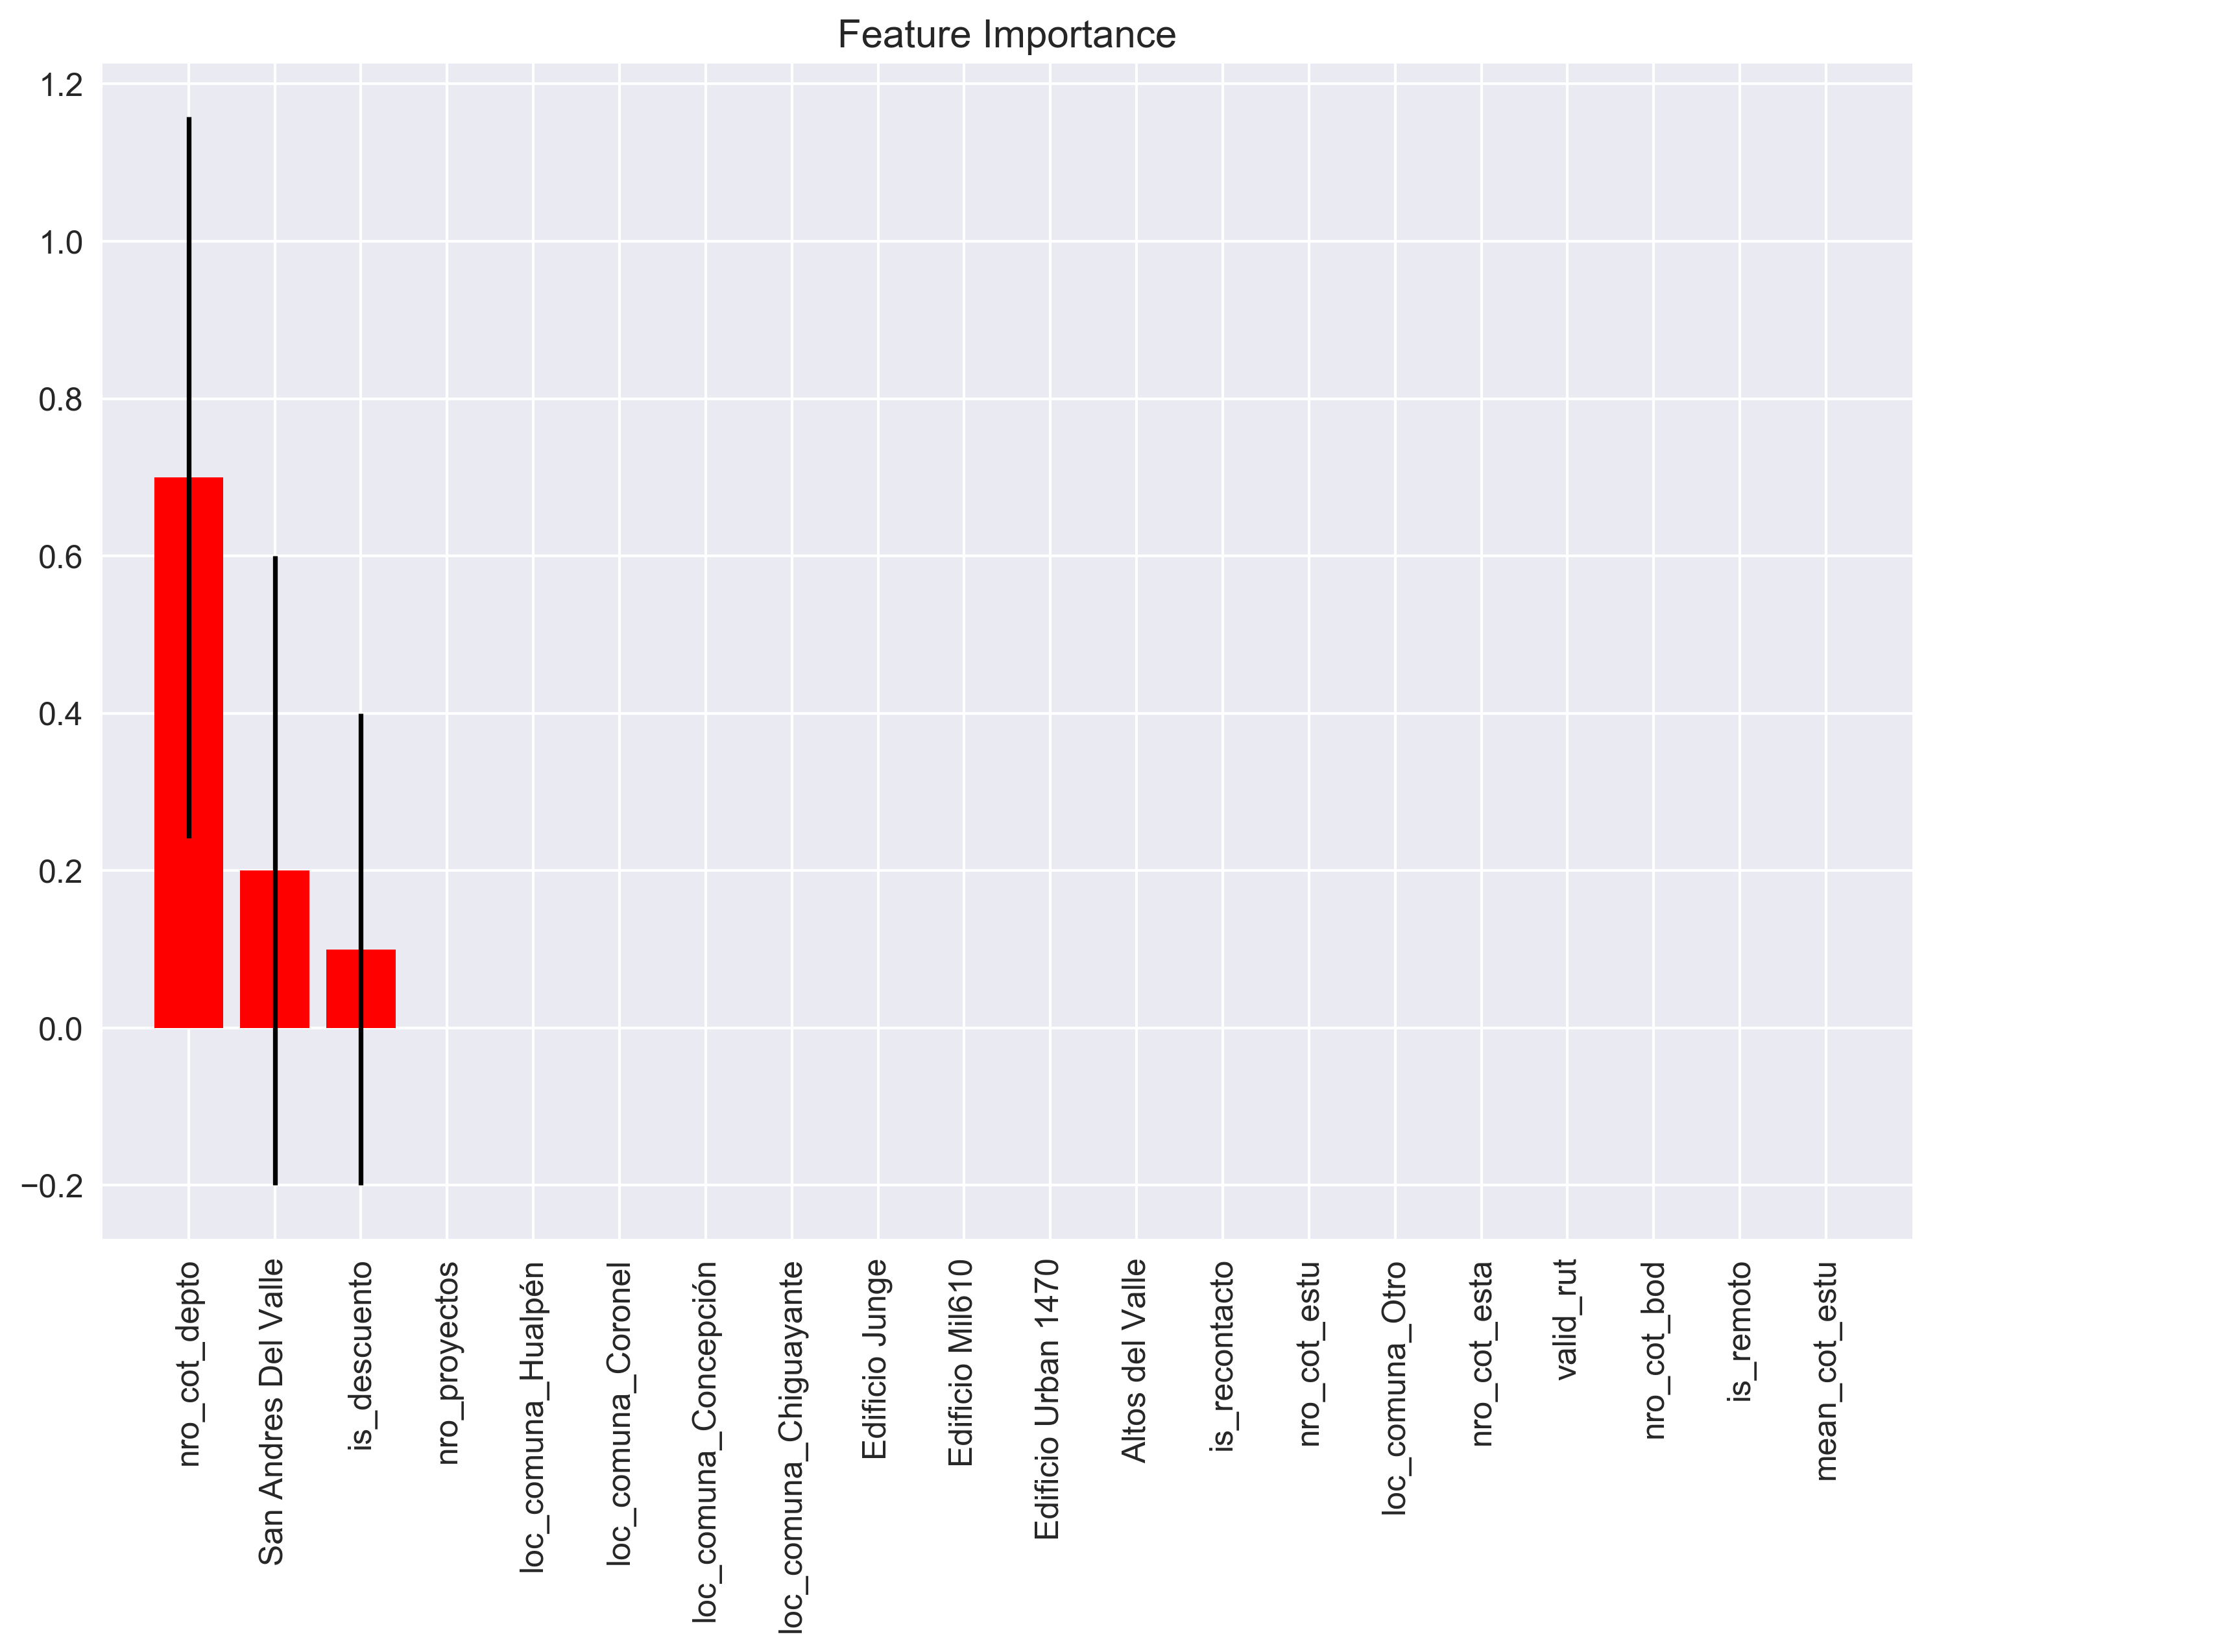 Feature Importance
1.2
1.0
0.8
0.6
0.4
0.2
0.0
−0.2
nro_cot_depto
San Andres Del Valle
is_descuento
nro_proyectos
loc_comuna_Hualpén
loc_comuna_Coronel
loc_comuna_Concepción
loc_comuna_Chiguayante
Edificio Junge
Edificio Mil610
Edificio Urban 1470
Altos del Valle
is_recontacto
nro_cot_estu
loc_comuna_Otro
nro_cot_esta
valid_rut
nro_cot_bod
is_remoto
mean_cot_estu